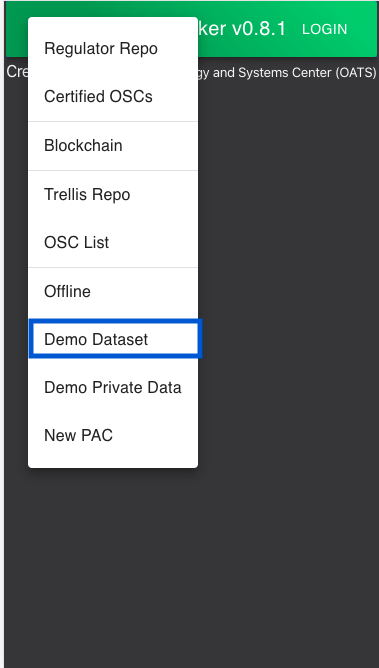 ker v0.8.1 LOGIN
Cre gy and Systems Center (OATS)
Regulator Repo
Certified OSCs
Blockchain
Trellis Repo
OSC List
Offline
Demo Dataset
Demo Private Data
New PAC